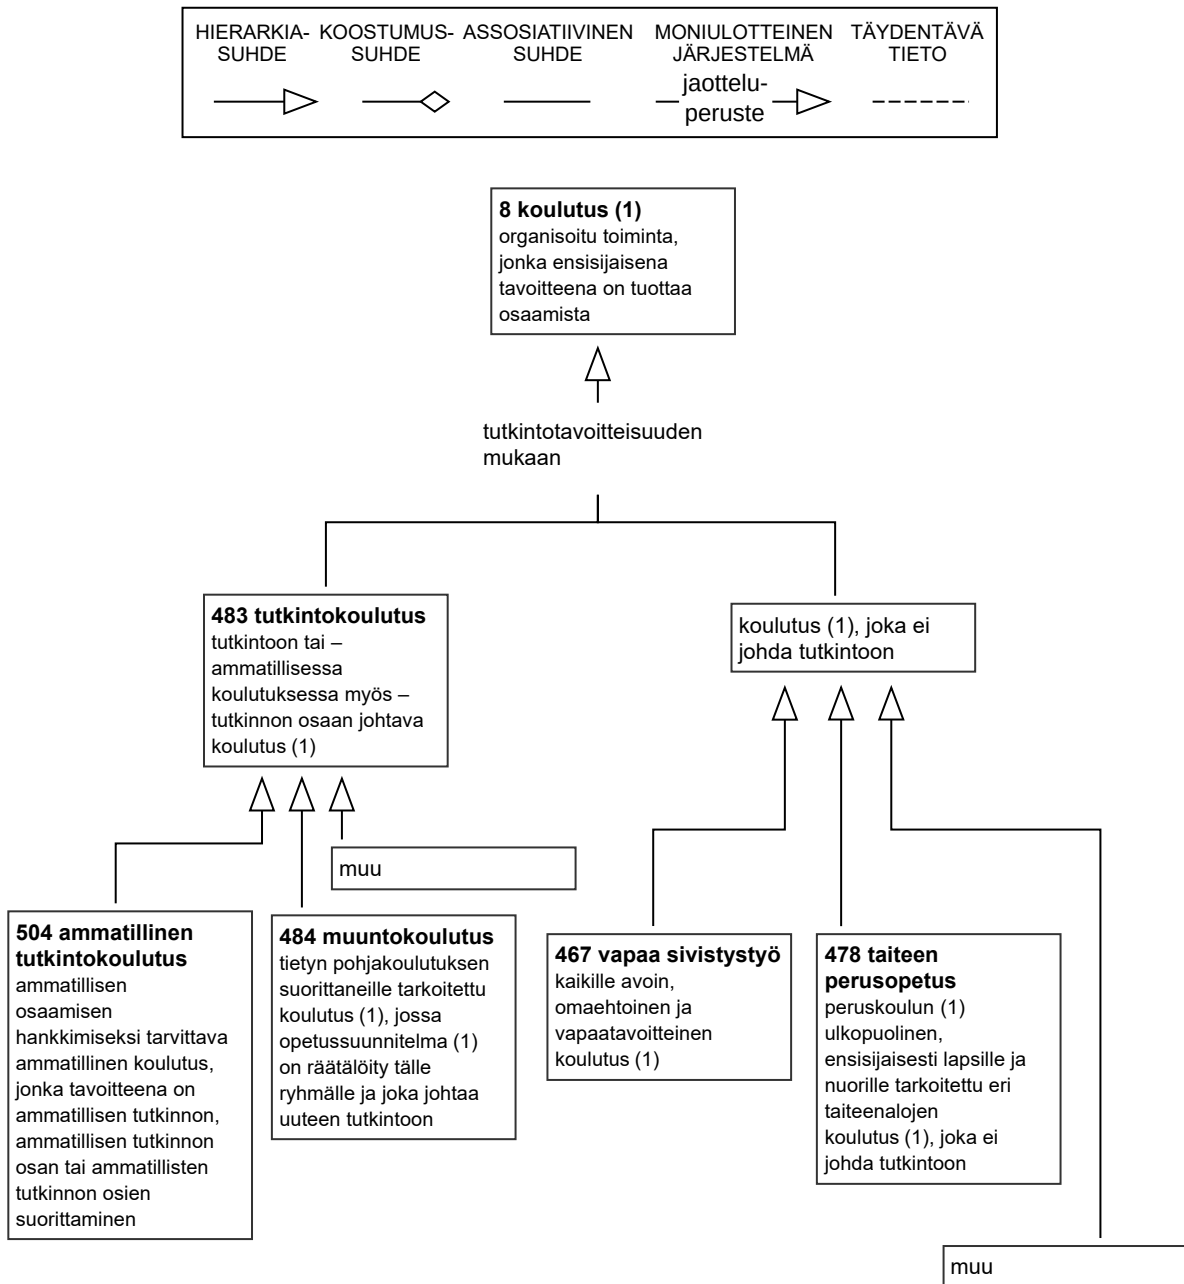 HIERARKIA-
SUHDE
KOOSTUMUS-
SUHDE
ASSOSIATIIVINEN
SUHDE
MONIULOTTEINEN
JÄRJESTELMÄ
jaottelu-
peruste
TÄYDENTÄVÄ
TIETO
8 koulutus (1)
organisoitu toiminta,
jonka ensisijaisena
tavoitteena on tuottaa
osaamista
tutkintotavoitteisuuden
mukaan
483 tutkintokoulutus
tutkintoon tai –
ammatillisessa
koulutuksessa myös –
tutkinnon osaan johtava
koulutus (1)
koulutus (1), joka ei
johda tutkintoon
muu
504 ammatillinen
tutkintokoulutus
ammatillisen
osaamisen
hankkimiseksi tarvittava
ammatillinen koulutus,
jonka tavoitteena on
ammatillisen tutkinnon,
ammatillisen tutkinnon
osan tai ammatillisten
tutkinnon osien
suorittaminen
484 muuntokoulutus
tietyn pohjakoulutuksen
suorittaneille tarkoitettu
koulutus (1), jossa
opetussuunnitelma (1)
on räätälöity tälle
ryhmälle ja joka johtaa
uuteen tutkintoon
467 vapaa sivistystyö
kaikille avoin,
omaehtoinen ja
vapaatavoitteinen
koulutus (1)
478 taiteen
perusopetus
peruskoulun (1)
ulkopuolinen,
ensisijaisesti lapsille ja
nuorille tarkoitettu eri
taiteenalojen
koulutus (1), joka ei
johda tutkintoon
muu